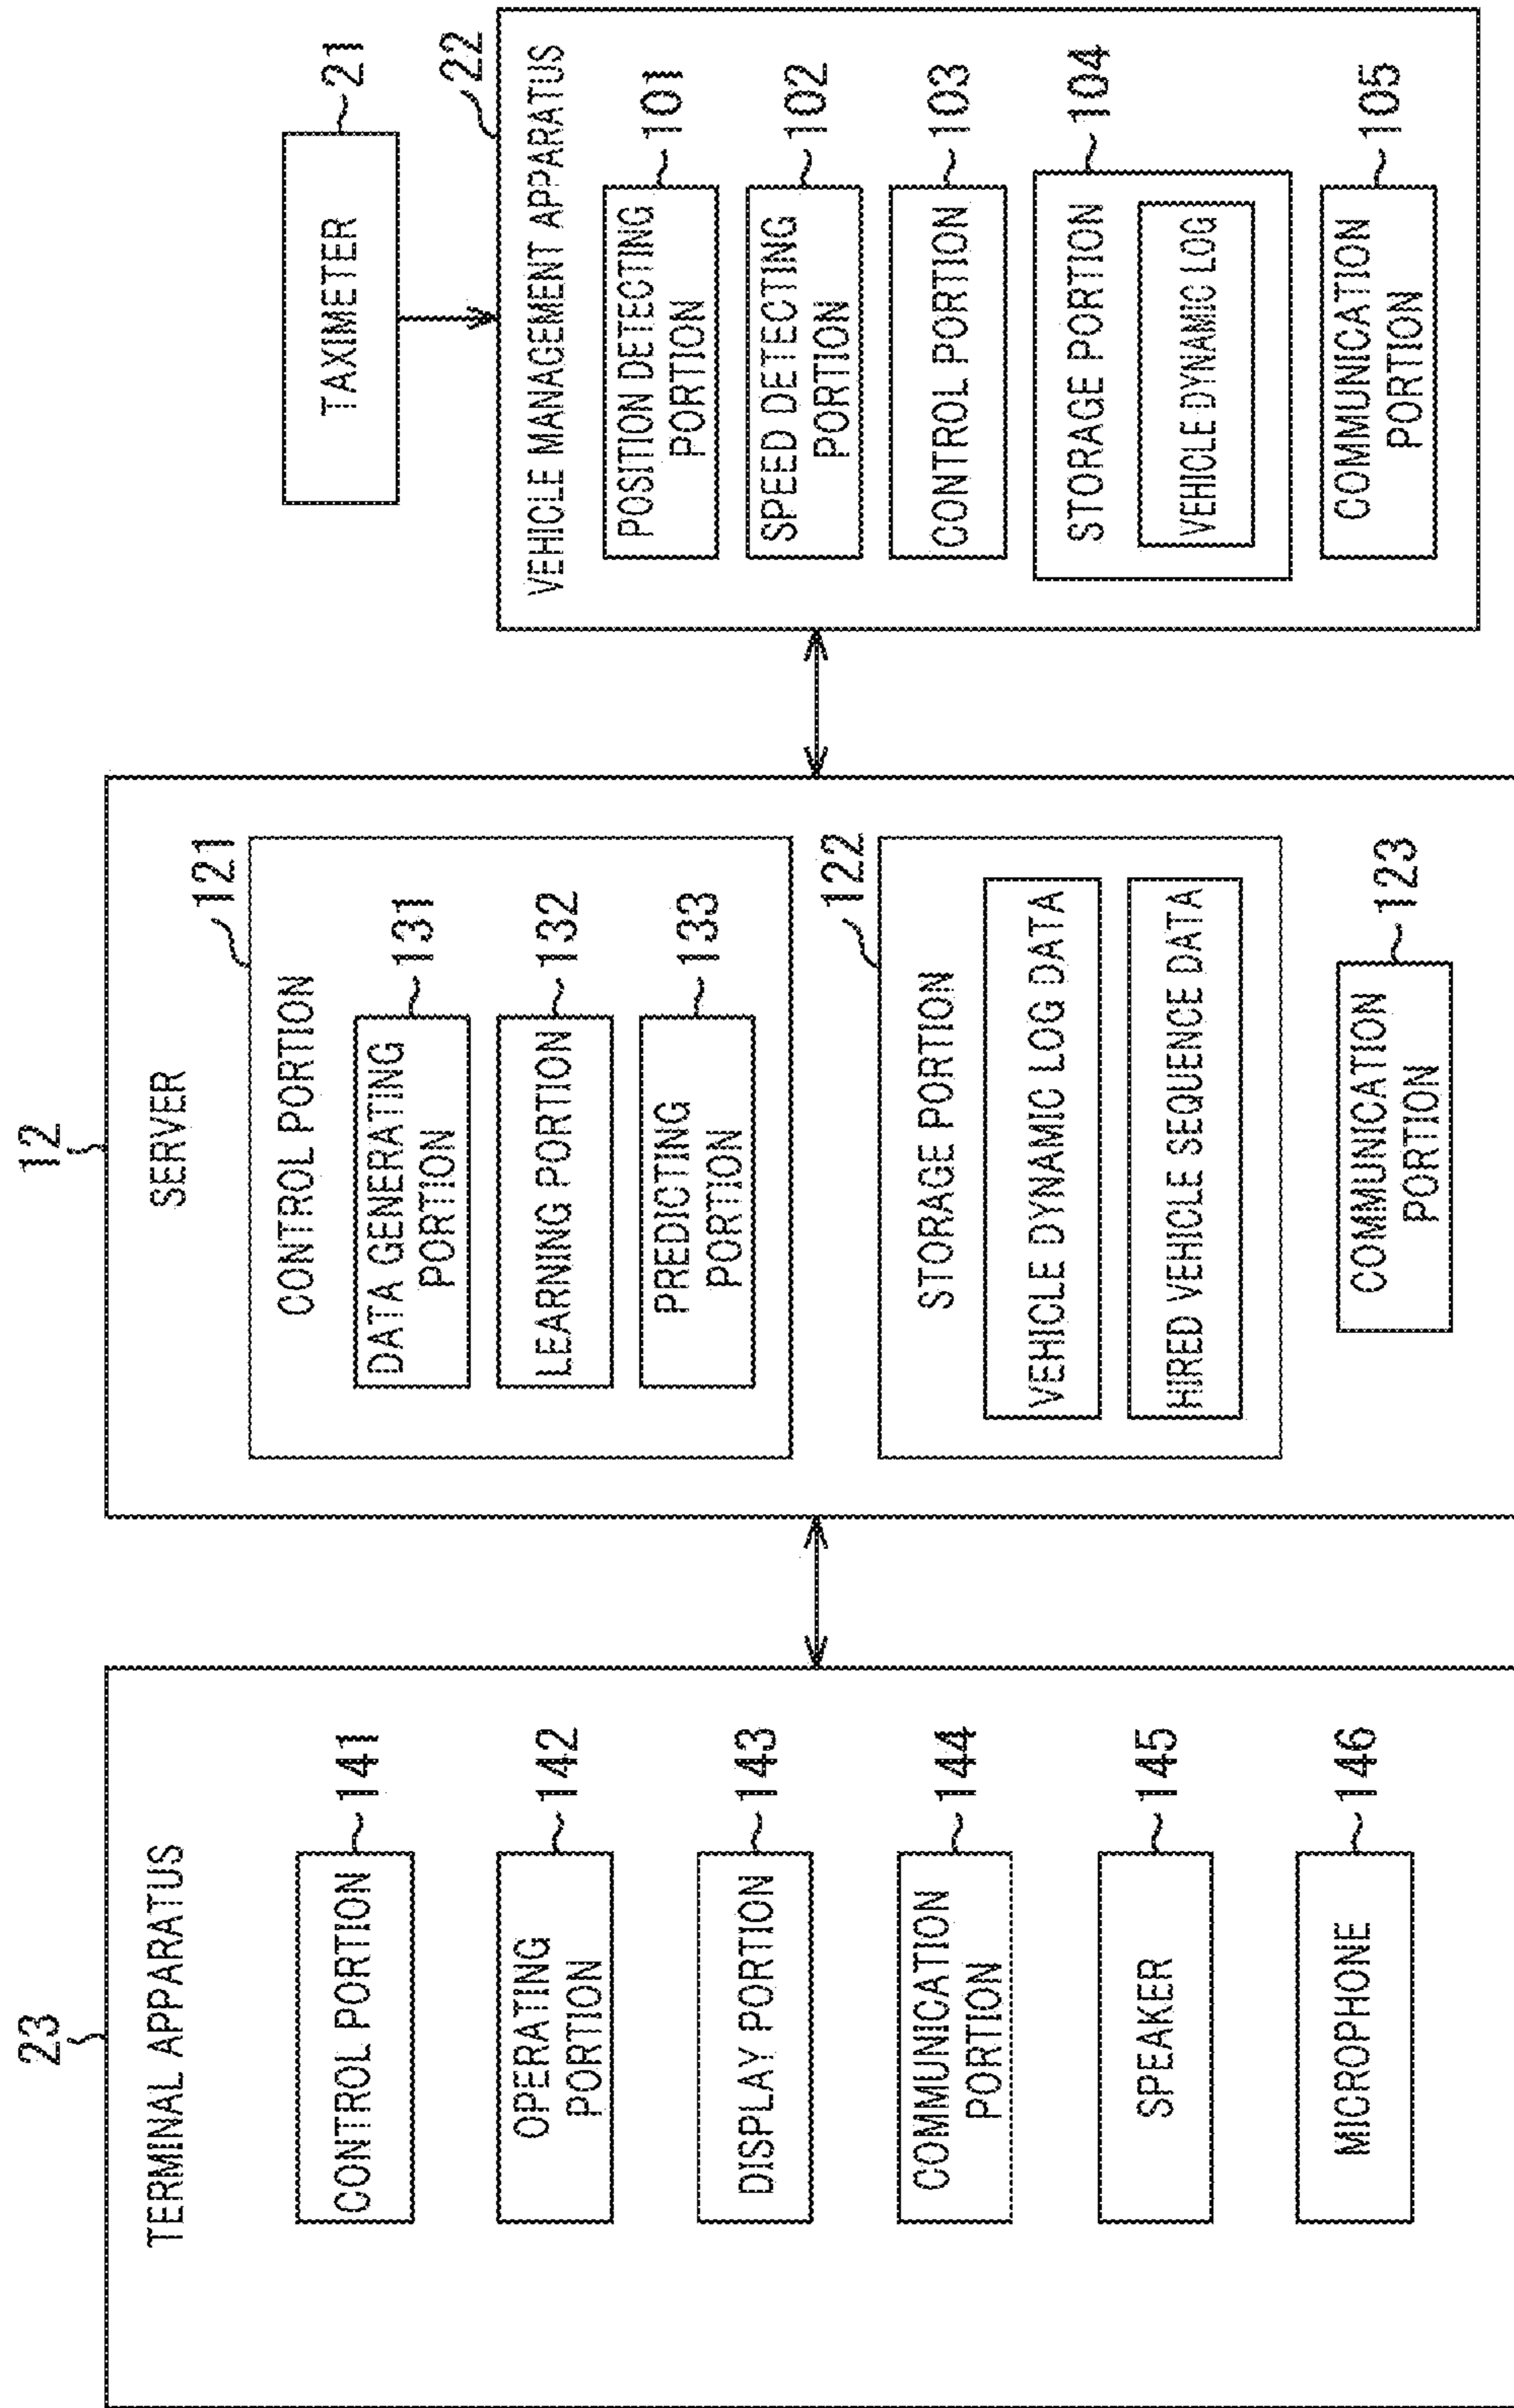 23
TERMINAL APPARATUS
CONTROL PORTION
141
OPERATING
PORTION
142
DISPLAY PORTION
143
COMMUNICATION
PORTION
144
SPEAKER
145
MICROPHONE
146
12
SERVER
121
CONTROL PORTION
DATA GENERATING
PORTION
131
LEARNING PORTION
132
PREDICTING
PORTION
133
122
STORAGE PORTION
VEHICLE DYNAMIC LOG DATA
HIRED VEHICLE SEQUENCE DATA
COMMUNICATION
PORTION
123
TAXIMETER
21
22
VEHICLE MANAGEMENT APPARATUS
POSITION DETECTING
PORTION
101
SPEED DETECTING
PORTION
102
CONTROL PORTION
103
STORAGE PORTION
104
VEHICLE DYNAMIC LOG
COMMUNICATION
PORTION
105